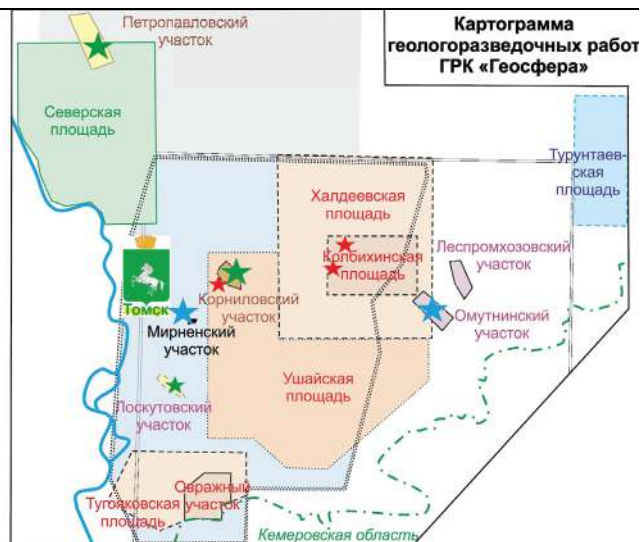 Петропавловский
участок
Картограмма
геологоразведочных работ
ГРК «Геосфера»
Северская
площадь
Турунтаев-
ская
площадь
Халдеевская
площадь
Леспромхозовский
участок
Колбихинская
площадь
Корниловский
участок
Томск
Омутнинский
участок
Мирненский
участок
Ушайская
площадь
Лоскутовский
участок
Овражный
участок
Тугояковская
площадь
Кемеровская область